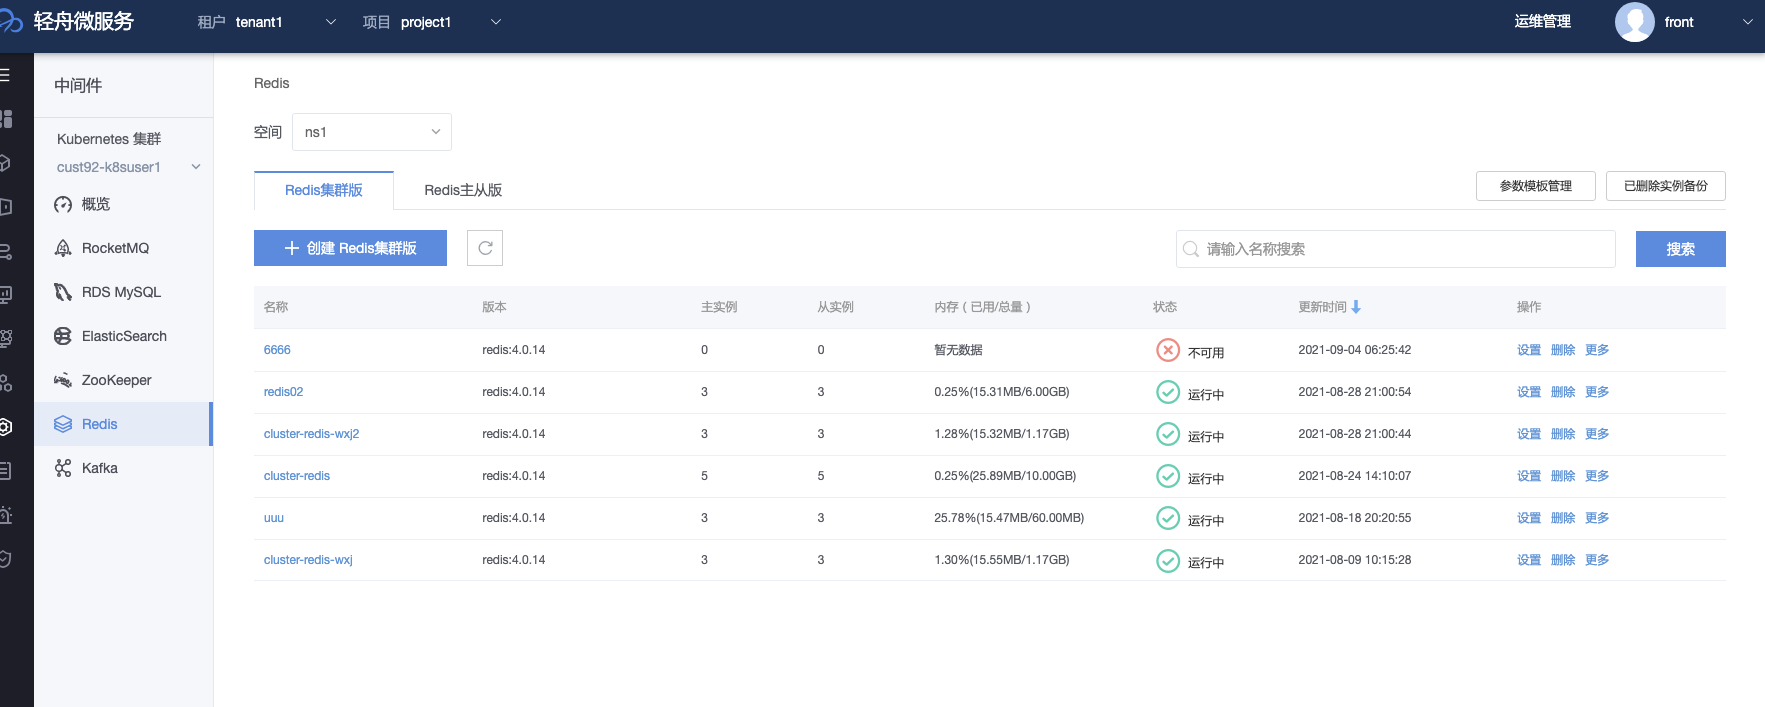 轻舟微服务 租户 tenant1 项目 project1 运维管理 front
中间件
Kubernetes 集群
cust92-k8suser1
概览
RocketMQ
RDS MySQL
ElasticSearch
ZooKeeper
Redis
Kafka
Redis
空间 ns1
Redis集群版 Redis主从版 参数模板管理 已删除实例备份
创建 Redis集群版 请输入名称搜索 搜索
名称 版本 主实例 从实例 内存（已用/总量） 状态 更新时间 操作
6666 redis:4.0.14 0 0 暂无数据 不可用 2021-09-04 06:25:42 设置 删除 更多
redis02 redis:4.0.14 3 3 0.25%(15.31MB/6.00GB) 运行中 2021-08-28 21:00:54 设置 删除 更多
cluster-redis-wxj2 redis:4.0.14 3 3 1.28%(15.32MB/1.17GB) 运行中 2021-08-28 21:00:44 设置 删除 更多
cluster-redis redis:4.0.14 5 5 0.25%(25.89MB/10.00GB) 运行中 2021-08-24 14:10:07 设置 删除 更多
uuu redis:4.0.14 3 3 25.78%(15.47MB/60.00MB) 运行中 2021-08-18 20:20:55 设置 删除 更多
cluster-redis-wxj redis:4.0.14 3 3 1.30%(15.55MB/1.17GB) 运行中 2021-08-09 10:15:28 设置 删除 更多